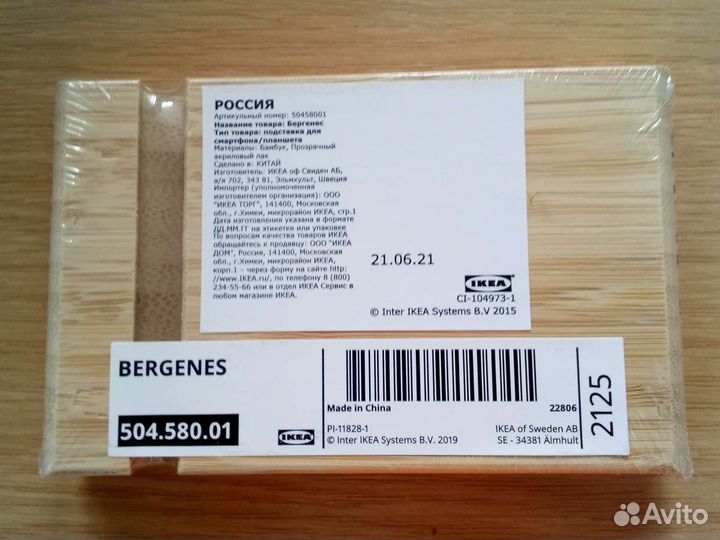 РОССИЯ
Артикульный номер: 50458001
Название товара: Бергенес
Тип товара: подставка для
смартфона/планшета
Материалы: Бамбук, Прозрачный
акриловый лак
Сделано в: КИТАЙ
Изготовитель: ИКЕА оф Свиден АБ,
а/я 702, 343 81, Эльмхульт, Швеция
Импортер (уполномоченная
изготовителем организация): ООО
"ИКЕА ТОРГ", 141400, Московская
обл., г.Химки, микрорайон ИКЕА, стр.1
Дата изготовления указана в формате
ДД.ММ.ГГ на этикетке или упаковке
По вопросам качества товаров ИКЕА
обращайтесь к продавцу: ООО "ИКЕА
ДОМ", Россия, 141400, Московская
обл., г.Химки, микрорайон ИКЕА,
корп.1 – через форму на сайте http:
//www.IKEA.ru/, по телефону 8 (800)
234-55-66 или в отдел ИКЕА Сервис в
любом магазине ИКЕА.
21.06.21
IKEA
CI-104973-1
© Inter IKEA Systems B.V 2015
BERGENES
504.580.01
IKEA
Made in China
22806
PI-11828-1
© Inter IKEA Systems B.V. 2019
IKEA of Sweden AB
SE - 34381 Älmhult
2125
Avito